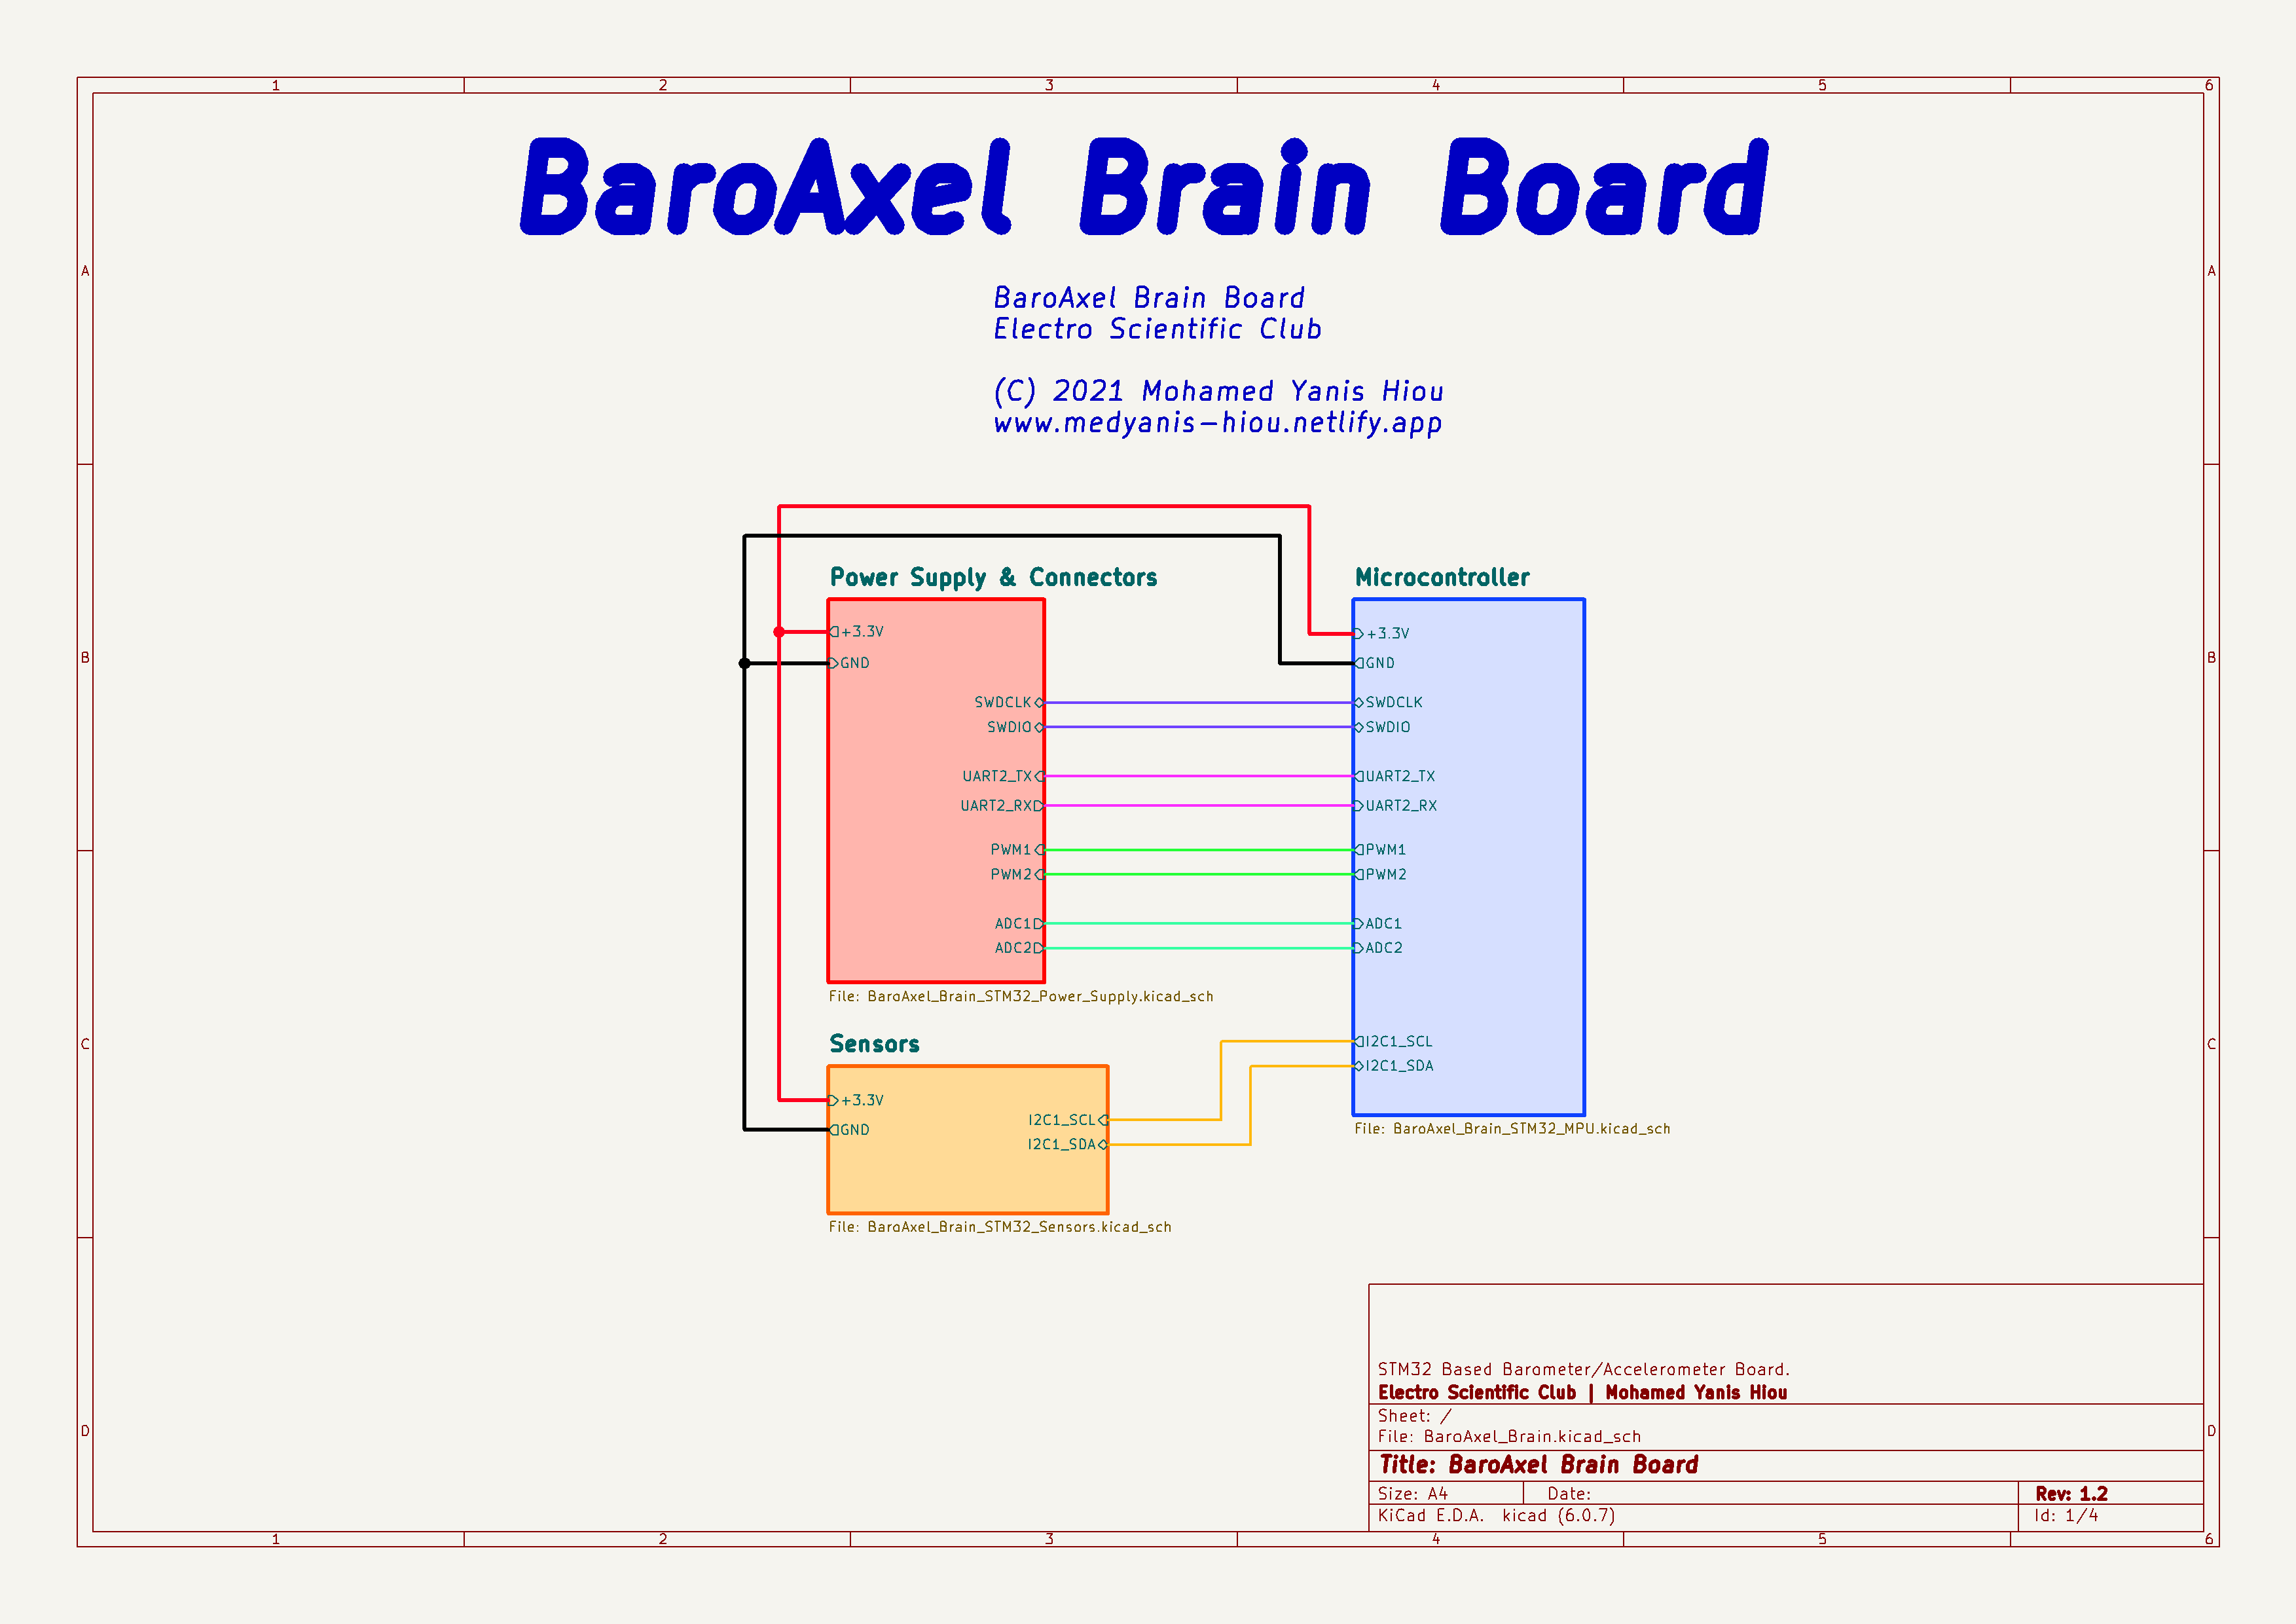 1 2 3 4 5 6
BaroAxel Brain Board
A A
BaroAxel Brain Board
Electro Scientific Club
(C) 2021 Mohamed Yanis Hiou
www.medyanis-hiou.netlify.app
Power Supply & Connectors
Microcontroller
+3.3V
+3.3V
B B
GND
GND
SWDCLK
SWDCLK
SWDIO
SWDIO
UART2_TX
UART2_TX
UART2_RX
UART2_RX
PWM1
PWM1
PWM2
PWM2
ADC1
ADC1
ADC2
ADC2
File: BaroAxel_Brain_STM32_Power_Supply.kicad_sch
Sensors
C C
I2C1_SCL
I2C1_SDA
+3.3V
GND
I2C1_SCL
I2C1_SDA
File: BaroAxel_Brain_STM32_MPU.kicad_sch
File: BaroAxel_Brain_STM32_Sensors.kicad_sch
STM32 Based Barometer/Accelerometer Board.
Electro Scientific Club | Mohamed Yanis Hiou
Sheet: /
D D
File: BaroAxel_Brain.kicad_sch
Title: BaroAxel Brain Board
Size: A4 Date: Rev: 1.2
KiCad E.D.A. kicad (6.0.7) Id: 1/4
1 2 3 4 5 6